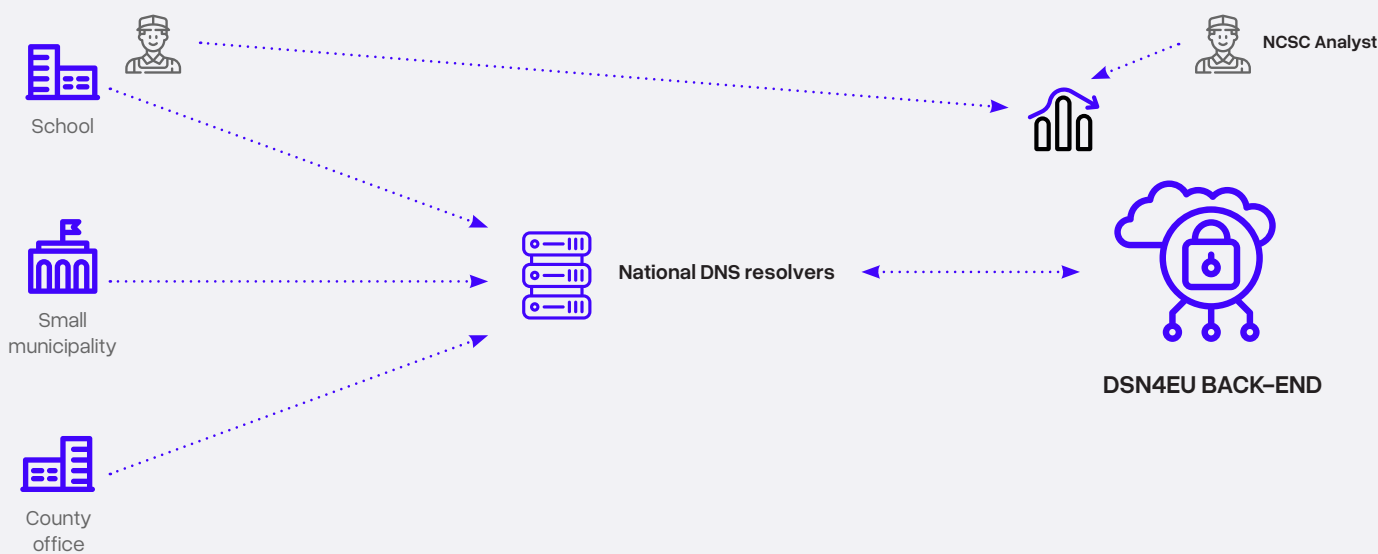 NCSC Analyst
School
National DNS resolvers
Small
municipality
DSN4EU BACK–END
County
office